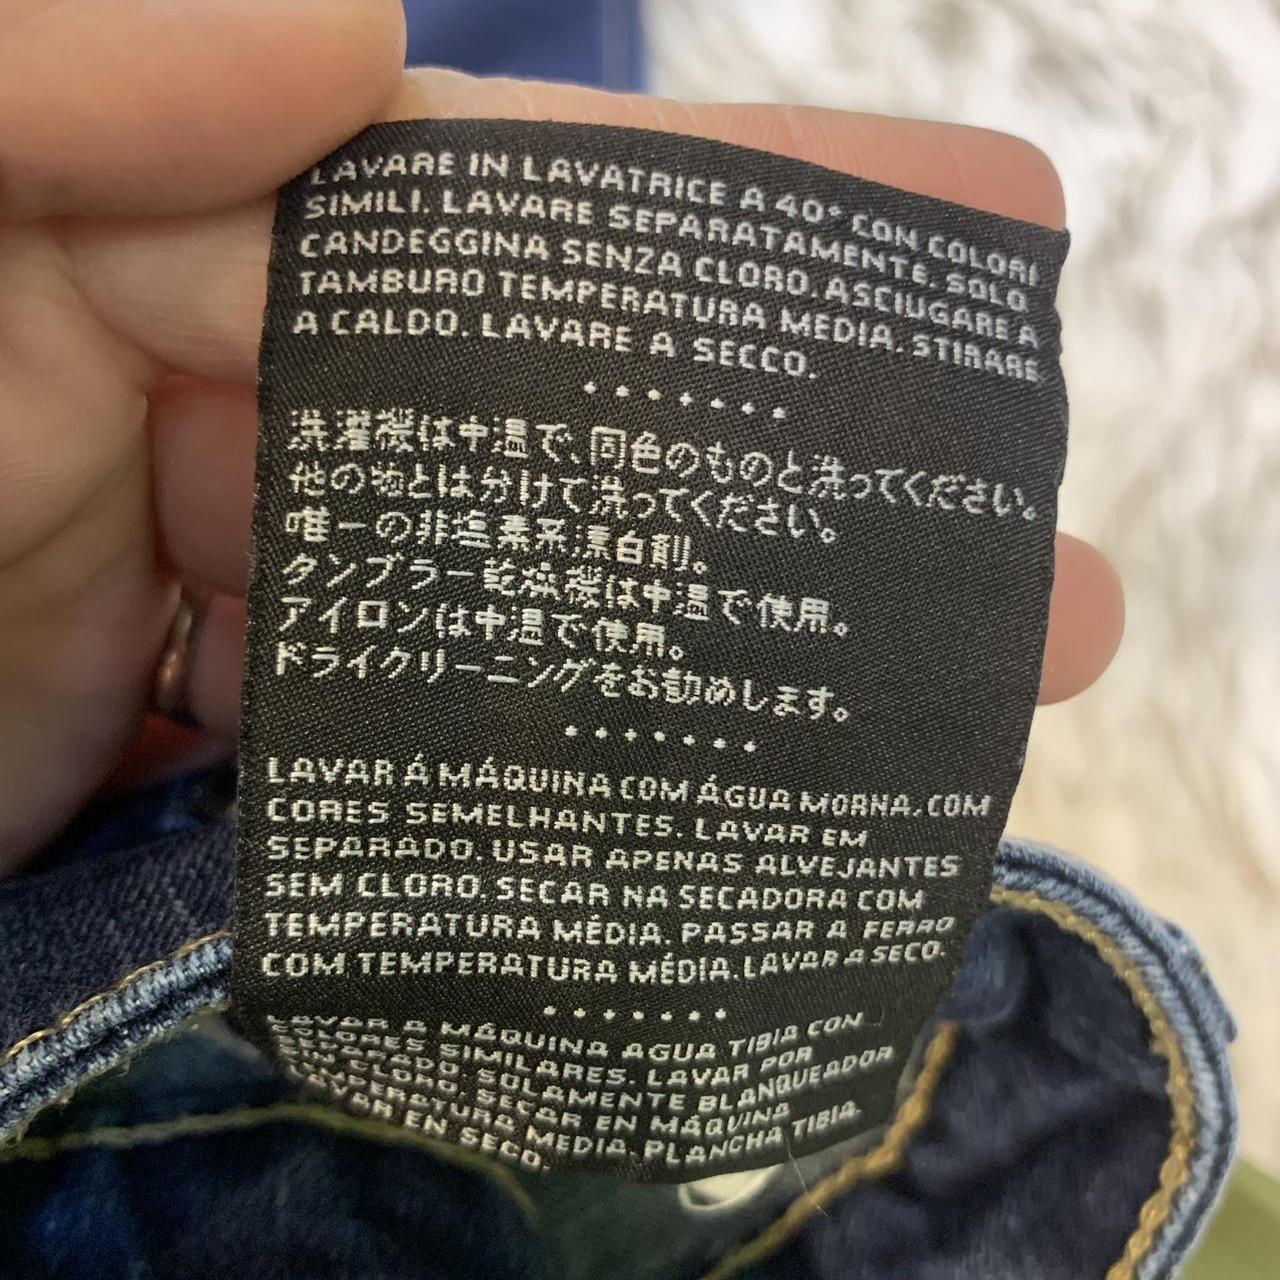 LAVARE IN LAVATRICE A 40° CON COLORI
SIMILI. LAVARE SEPARATAMENTE. SOLO
CANDEGGINA SENZA CLORO. ASCIUGARE A
TAMBURO TEMPERATURA MEDIA. STIRARE
A CALDO. LAVARE A SECCO.
洗濯機は中温で、同色のものと洗ってください。
他の物とは分けて洗ってください。
唯一の非塩素系漂白剤。
タンブラー乾燥機は中温で使用。
アイロンは中温で使用。
ドライクリーニングをお勧めします。
LAVAR Á MÁQUINA COM ÁGUA MORNA, COM
CORES SEMELHANTES. LAVAR EM
SEPARADO. USAR APENAS ALVEJANTES
SEM CLORO. SECAR NA SECADORA COM
TEMPERATURA MÉDIA. PASSAR A FERRO
COM TEMPERATURA MÉDIA. LAVAR A SECO.
LAVAR A MÁQUINA AGUA TIBIA CON
COLORES SIMILARES. LAVAR POR
SEPARADO. SOLAMENTE BLANQUEADOR
SIN CLORO. SECAR EN MÁQUINA
TEMPERATURA MEDIA. PLANCHA TIBIA.
LAVAR EN SECO.